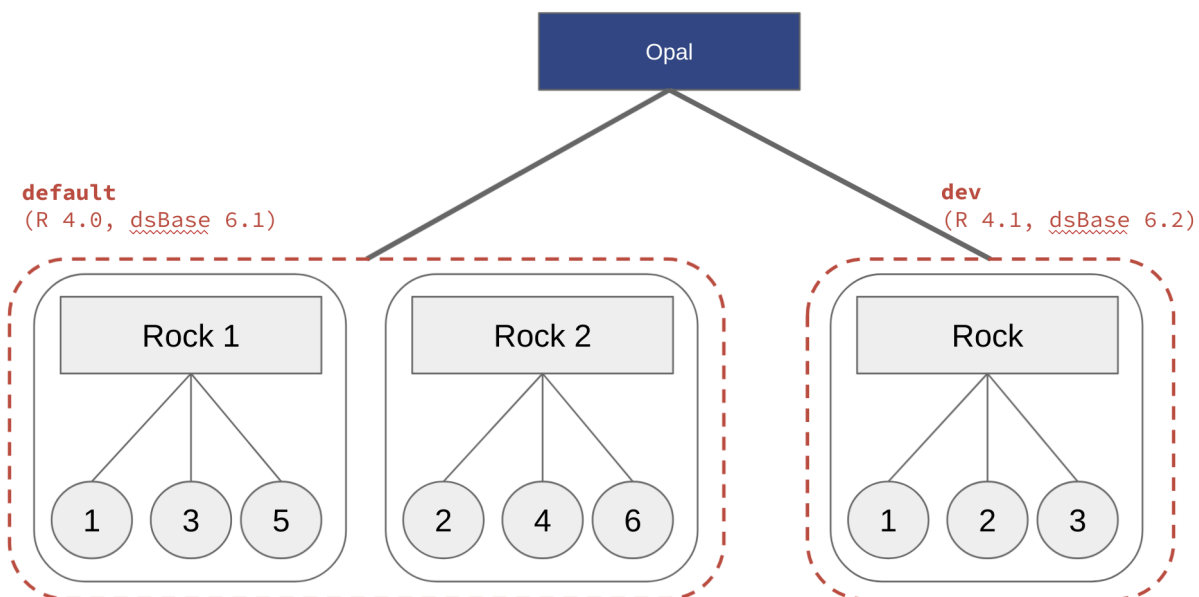 Opal
default
(R 4.0, dsBase 6.1)
dev
(R 4.1, dsBase 6.2)
Rock 1
Rock 2
Rock
1 3 5
2 4 6
1 2 3